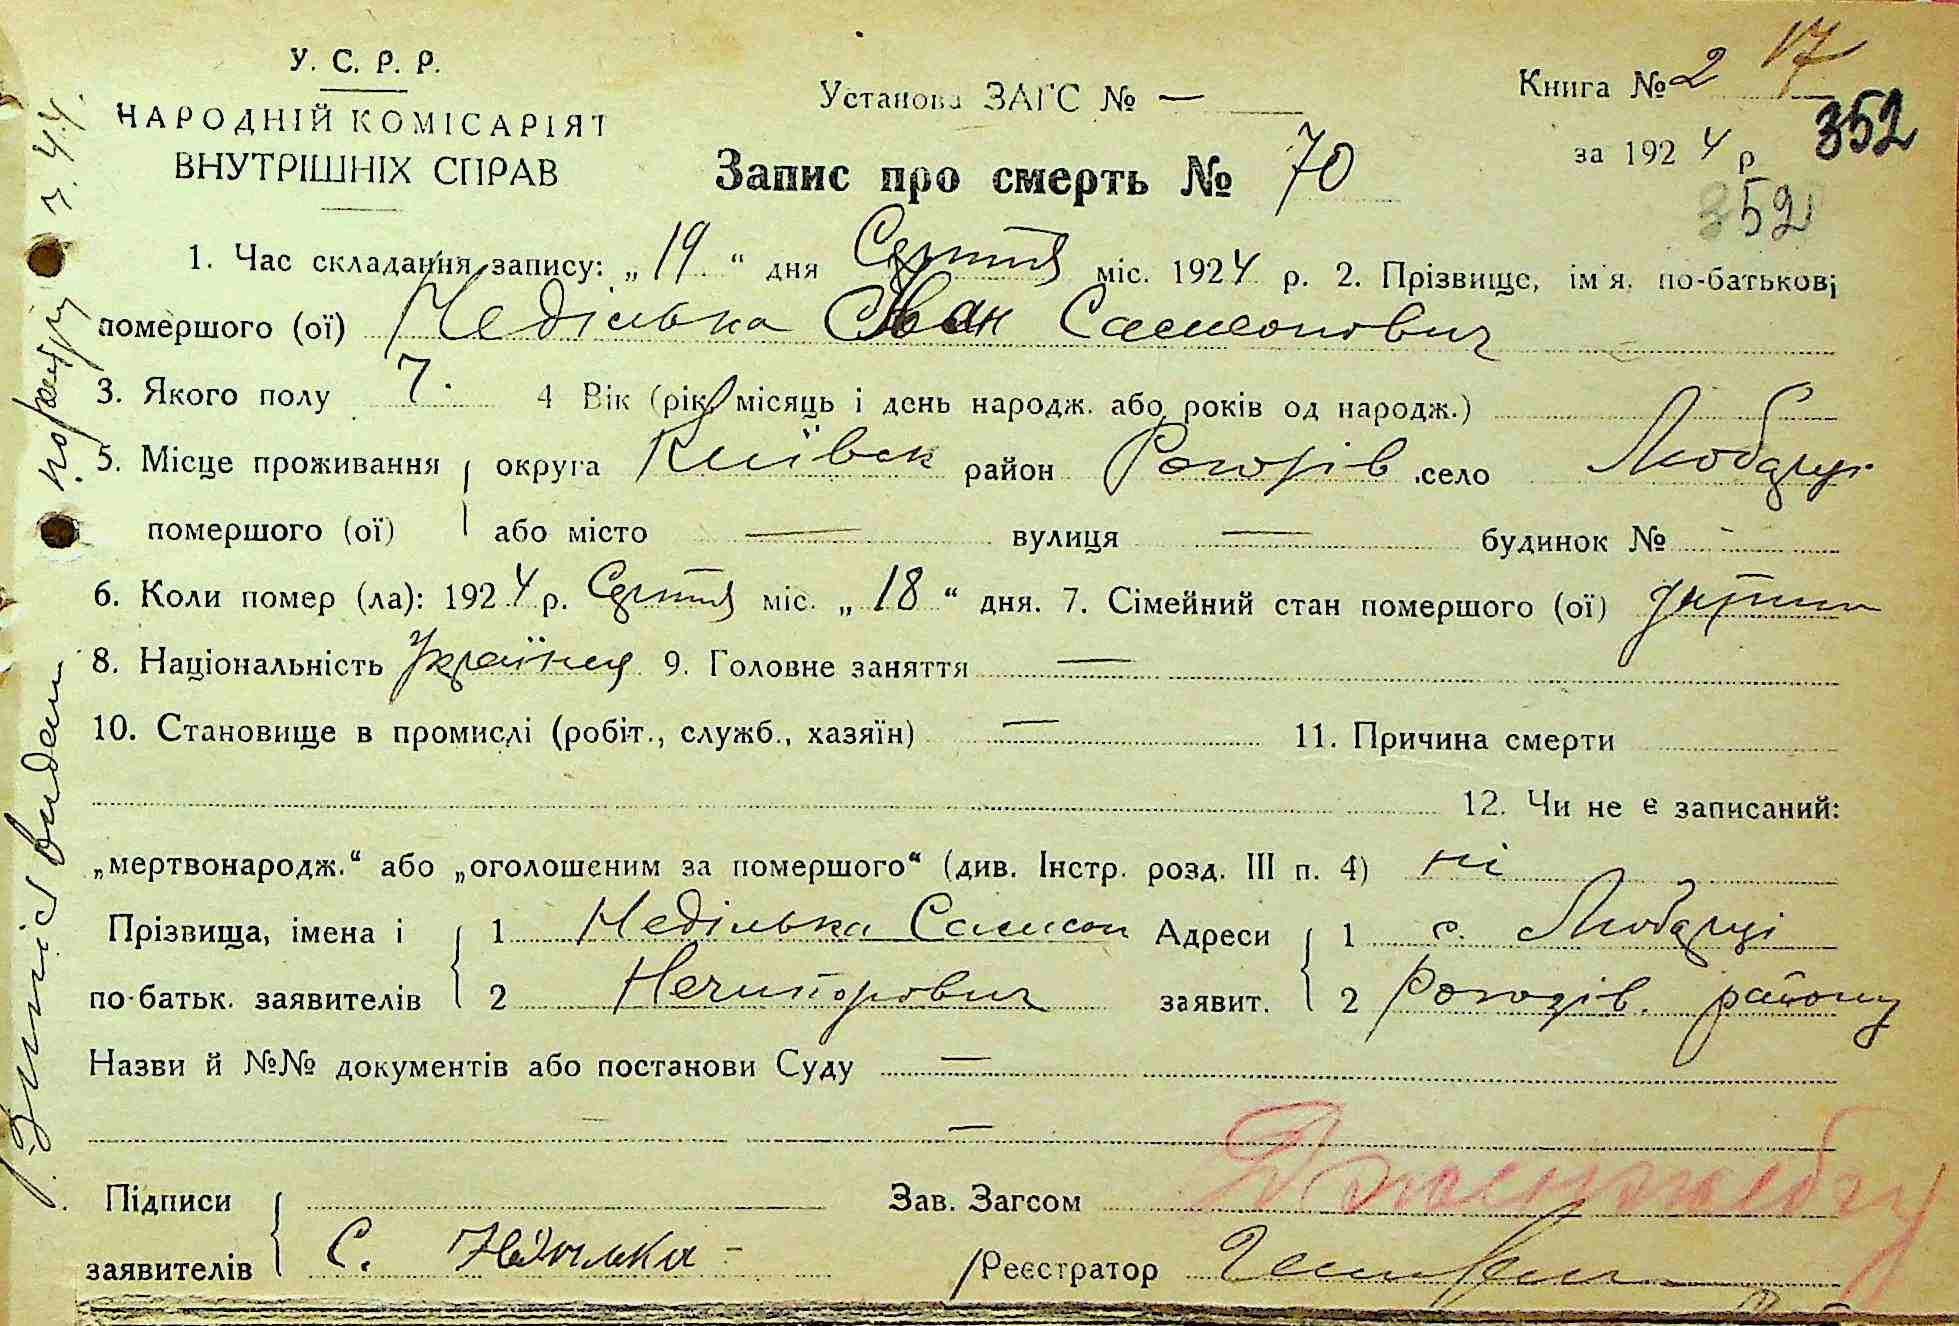 У. С. Р. Р.
НАРОДНІЙ КОМІСАРІЯТ
ВНУТРІШНІХ СПРАВ
Установа ЗАГС № —
Книга № 2 17
за 1924 р
352
352
Запис про смерть № 70
1. Час складання запису: „19“ дня Серпня міс. 1924 р. 2. Прізвище, ім'я, по-батькові
помершого (ої) Неділька Іван Самсонович
3. Якого полу ч. 4 Вік (рік, місяць і день народж. або років од народж.)
5. Місце проживання округа Київськ район Рогозів село Любарці
помершого (ої) або місто — вулиця — будинок №
6. Коли помер (ла): 1924 р. Серпня міс. „18“ дня. 7. Сімейний стан помершого (ої) дитина
8. Національність Українець 9. Головне заняття —
10. Становище в промислі (робіт., служб., хазяїн) — 11. Причина смерти
12. Чи не є записаний:
„мертвонародж.“ або „оголошеним за помершого“ (див. Інстр. розд. III п. 4) ні
Прізвища, імена і 1 Неділька Самсон Адреси 1 с. Любарці
по-батьк. заявителів 2 Нечипорович заявит. 2 Рогозів. району
Назви й №№ документів або постанови Суду —
—
Підписи
Зав. Загсом
заявителів С. Неділька
Реєстратор